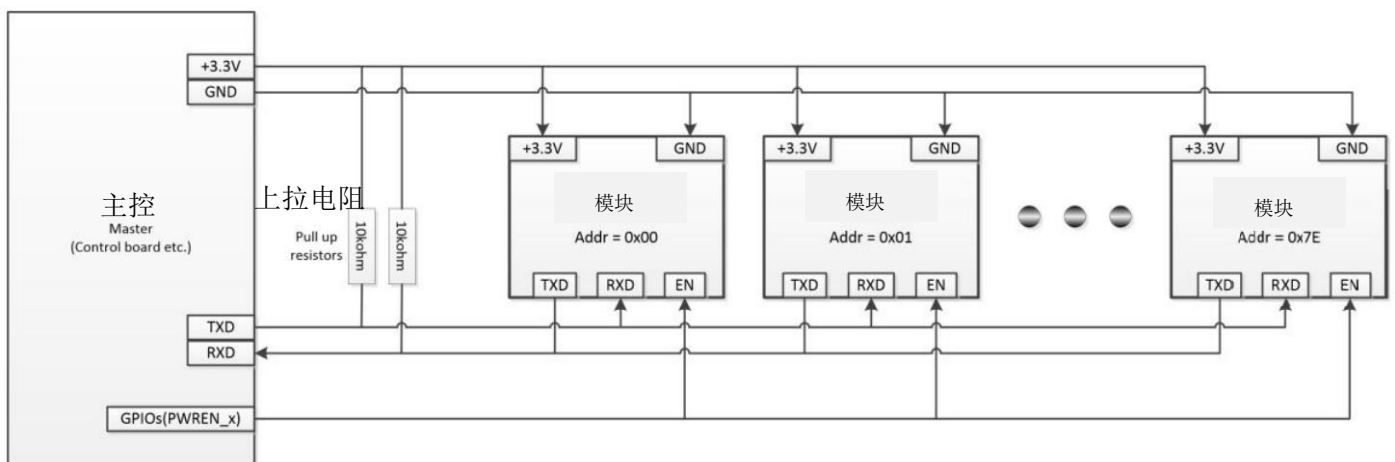 +3.3V
GND
主控
Master
(Control board etc.)
TXD
RXD
GPIOs(PWREN_x)
上拉电阻
Pull up
resistors
10kohm
10kohm
+3.3V
GND
模块
Addr = 0x00
TXD
RXD
EN
+3.3V
GND
模块
Addr = 0x01
TXD
RXD
EN
+3.3V
GND
模块
Addr = 0x7E
TXD
RXD
EN